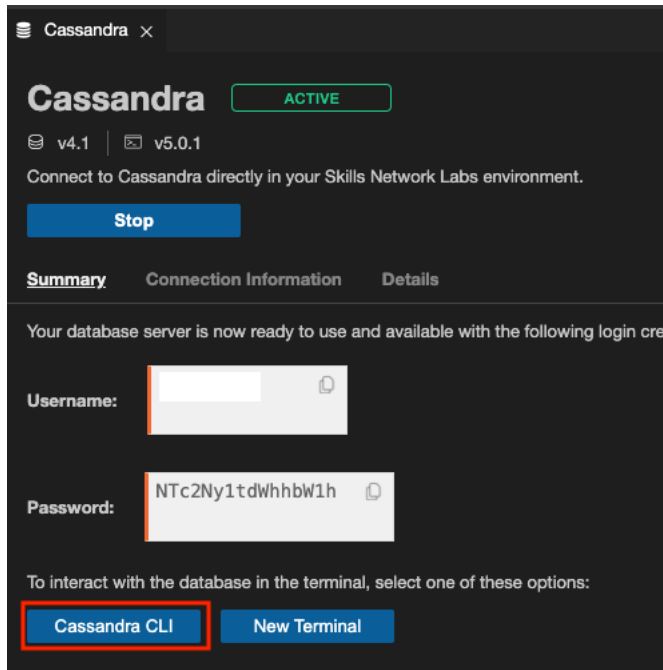 Cassandra
Cassandra ACTIVE
v4.1 v5.0.1
Connect to Cassandra directly in your Skills Network Labs environment.
Stop
Summary Connection Information Details
Your database server is now ready to use and available with the following login cre
Username:
NTc2Ny1tdWhhbW1h
Password:
To interact with the database in the terminal, select one of these options:
Cassandra CLI New Terminal